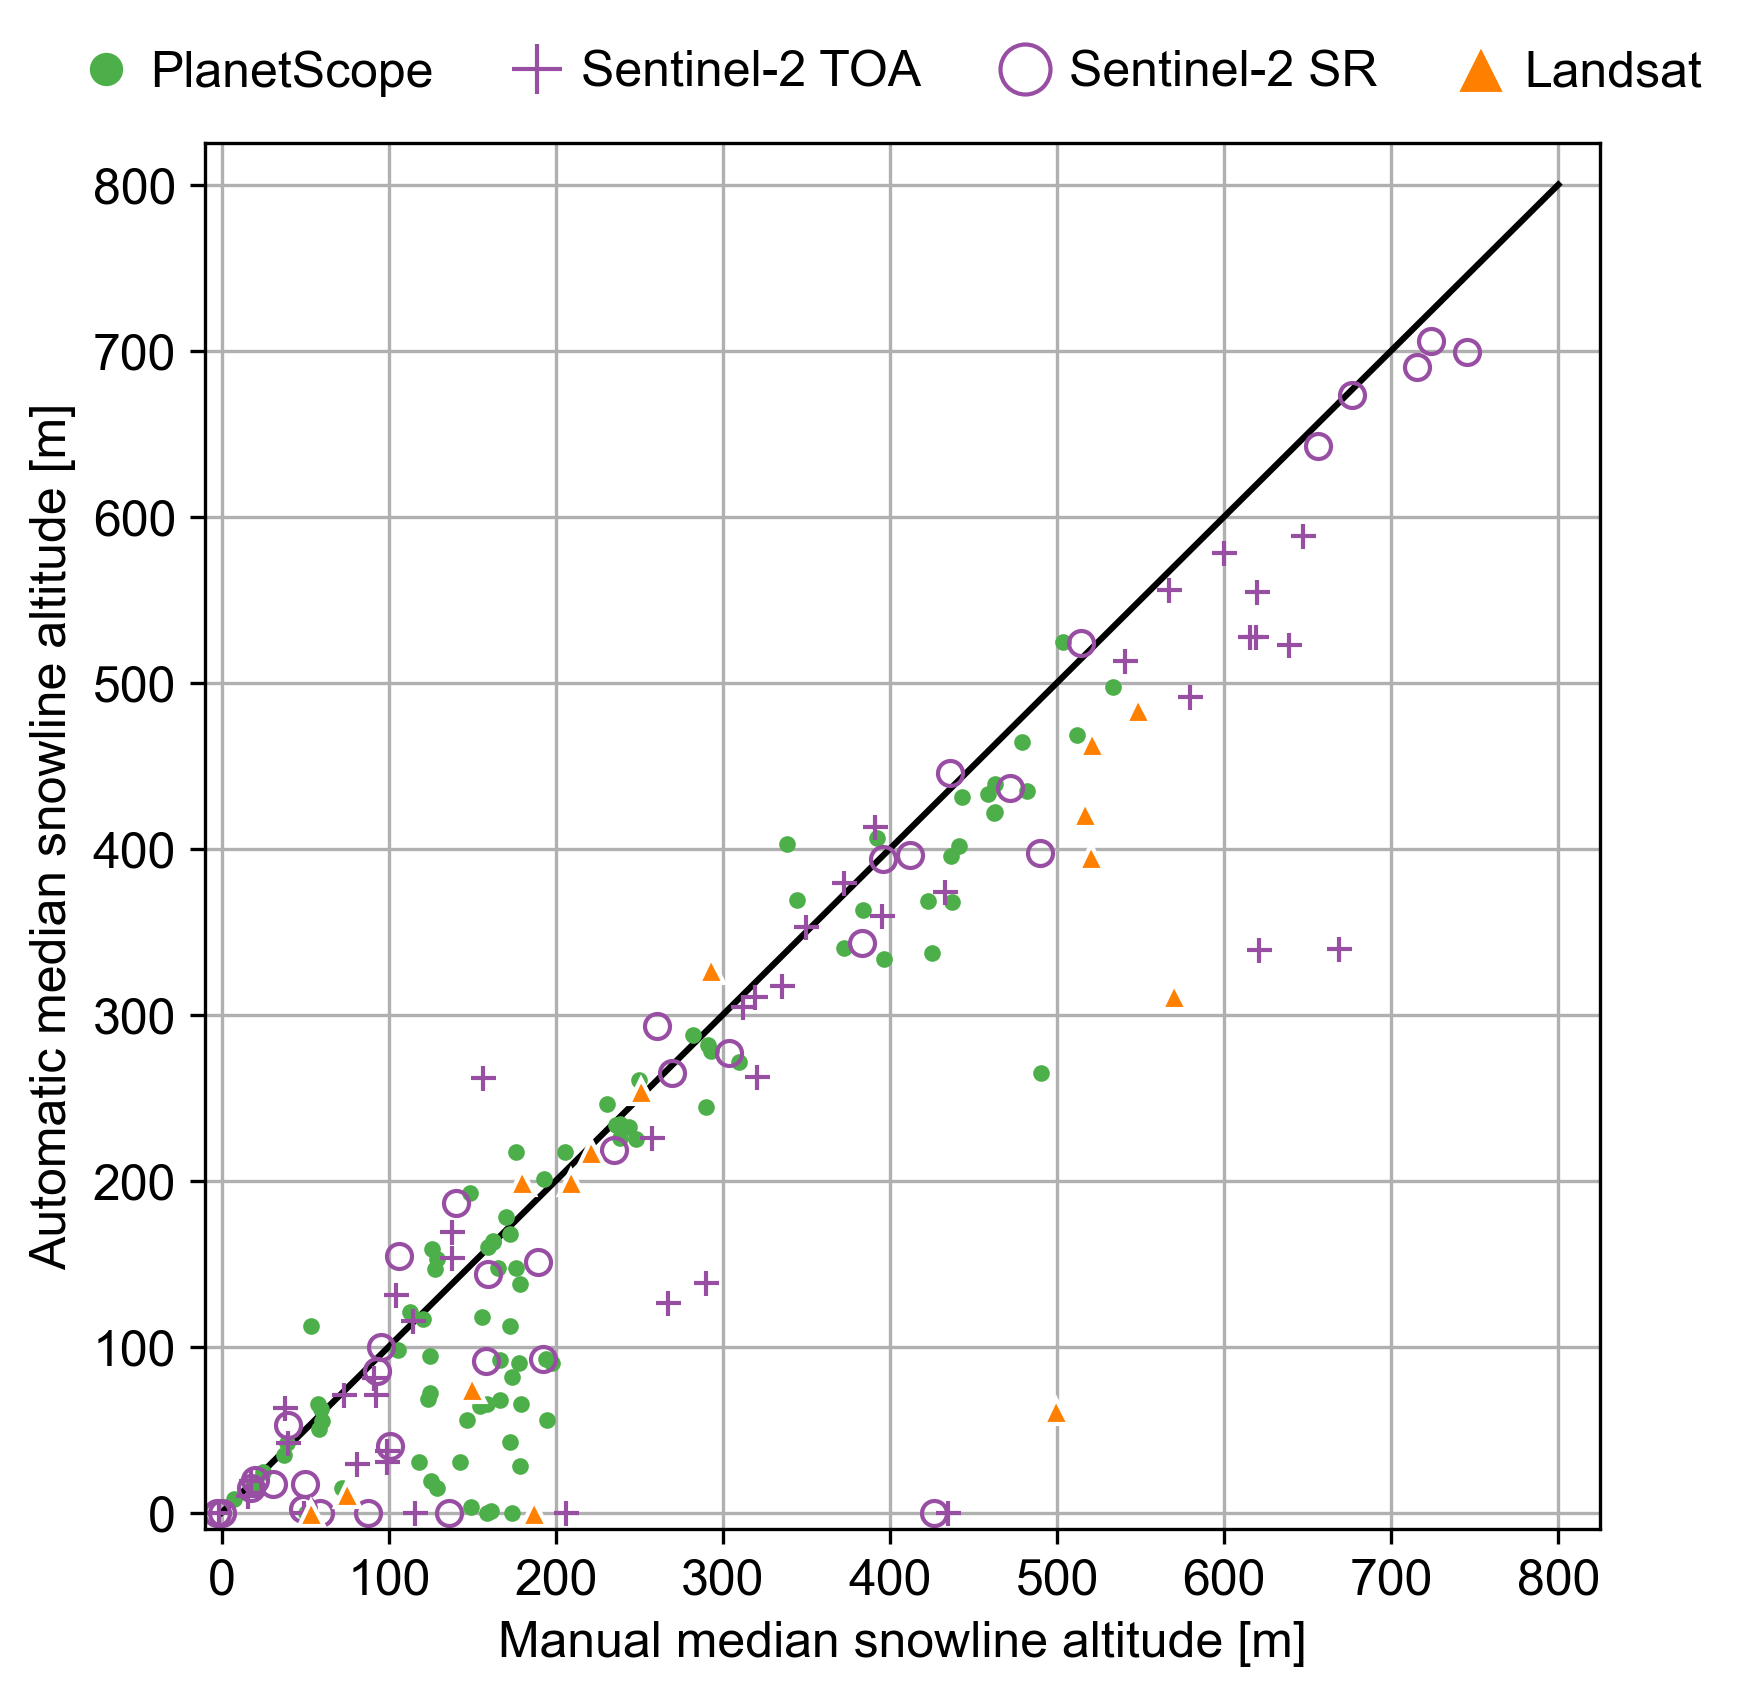 PlanetScope Sentinel-2 TOA Sentinel-2 SR Landsat
Automatic median snowline altitude [m]
800
700
600
500
400
300
200
100
0
0 100 200 300 400 500 600 700 800
Manual median snowline altitude [m]